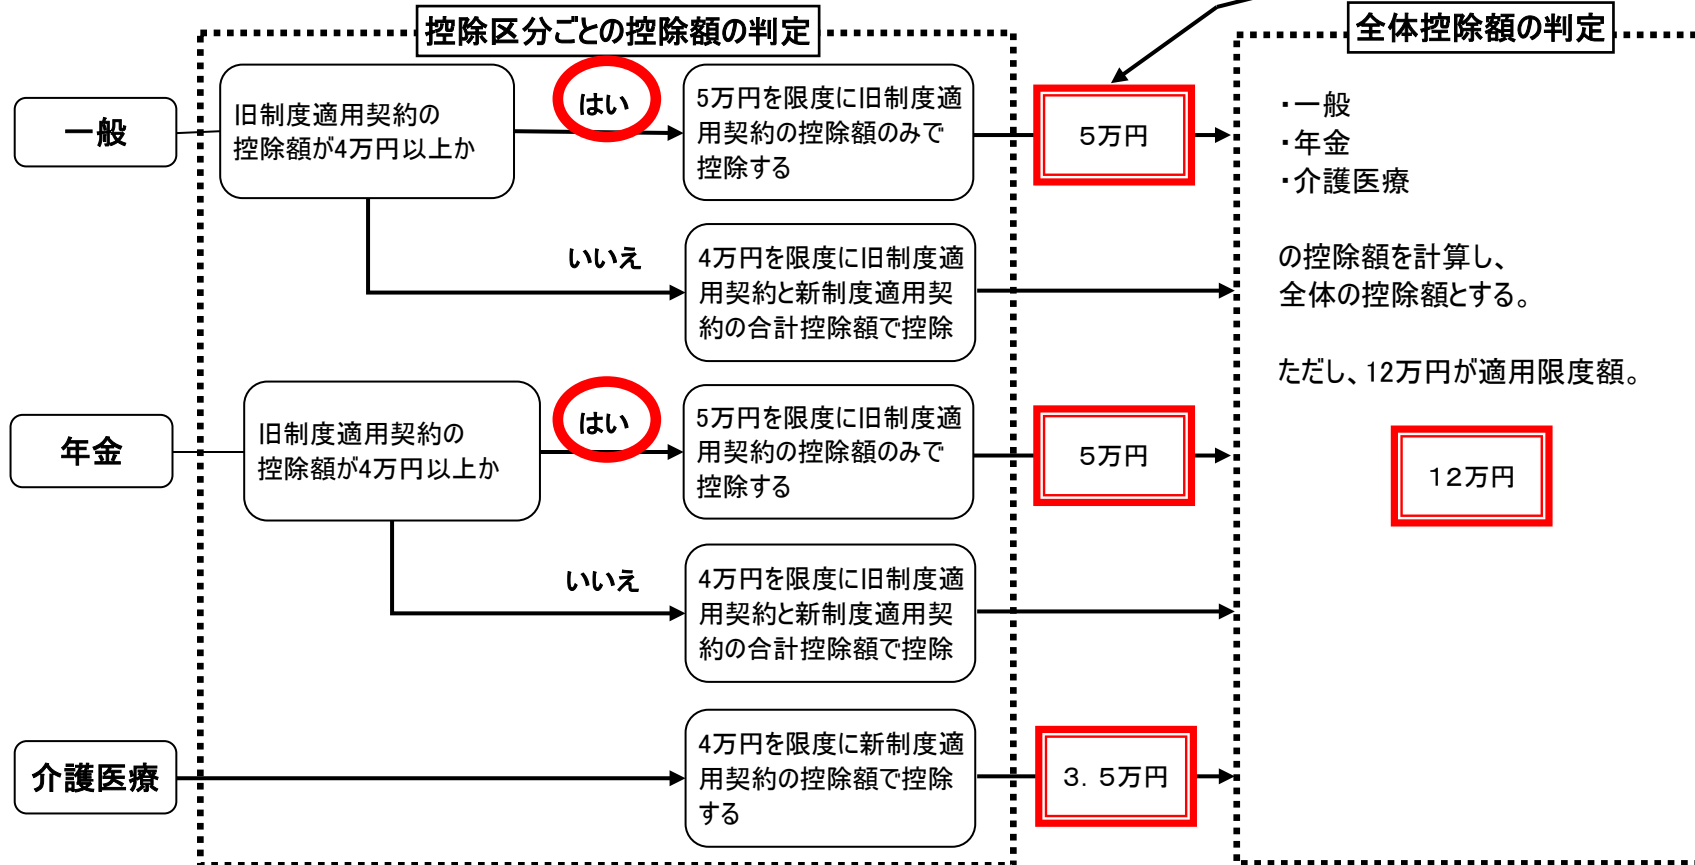 控除区分ごとの控除額の判定
全体控除額の判定
一般
旧制度適用契約の
控除額が4万円以上か
はい
5万円を限度に旧制度適
用契約の控除額のみで
控除する
5万円
いいえ
4万円を限度に旧制度適
用契約と新制度適用契
約の合計控除額で控除
年金
旧制度適用契約の
控除額が4万円以上か
はい
5万円を限度に旧制度適
用契約の控除額のみで
控除する
5万円
いいえ
4万円を限度に旧制度適
用契約と新制度適用契
約の合計控除額で控除
介護医療
4万円を限度に新制度適
用契約の控除額で控除
する
3.5万円
・一般
・年金
・介護医療
の控除額を計算し、
全体の控除額とする。
ただし、12万円が適用限度額。
12万円